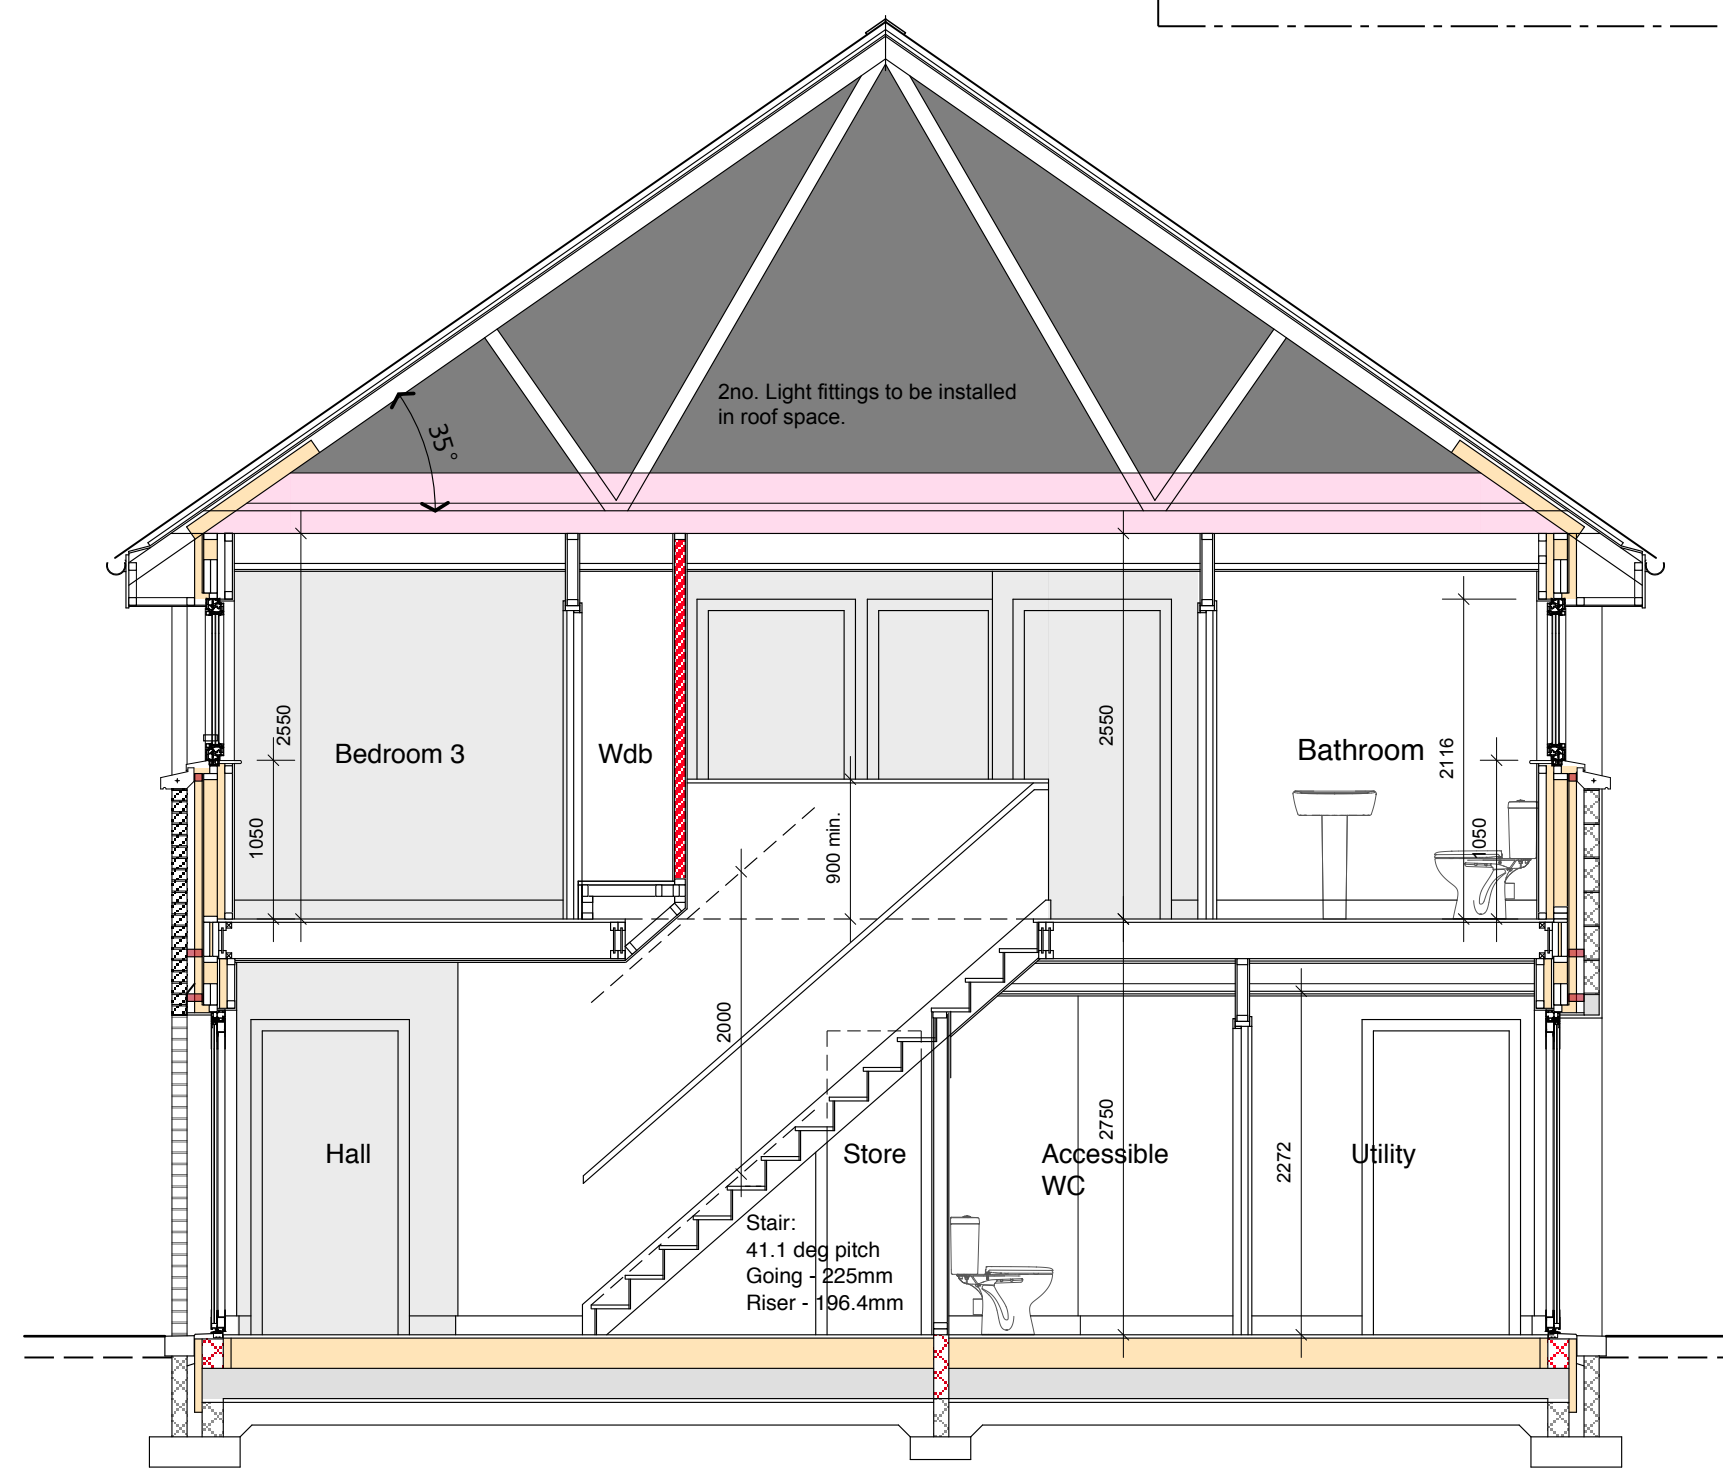 2no. Light fittings to be installed
in roof space.
35°
2550
2550
Bedroom 3
Wdb
Bathroom
2116
1050
900 min.
1050
2000
2750
2272
Hall
Store
Accessible
WC
Utility
Stair:
41.1 deg pitch
Going - 225mm
Riser - 196.4mm